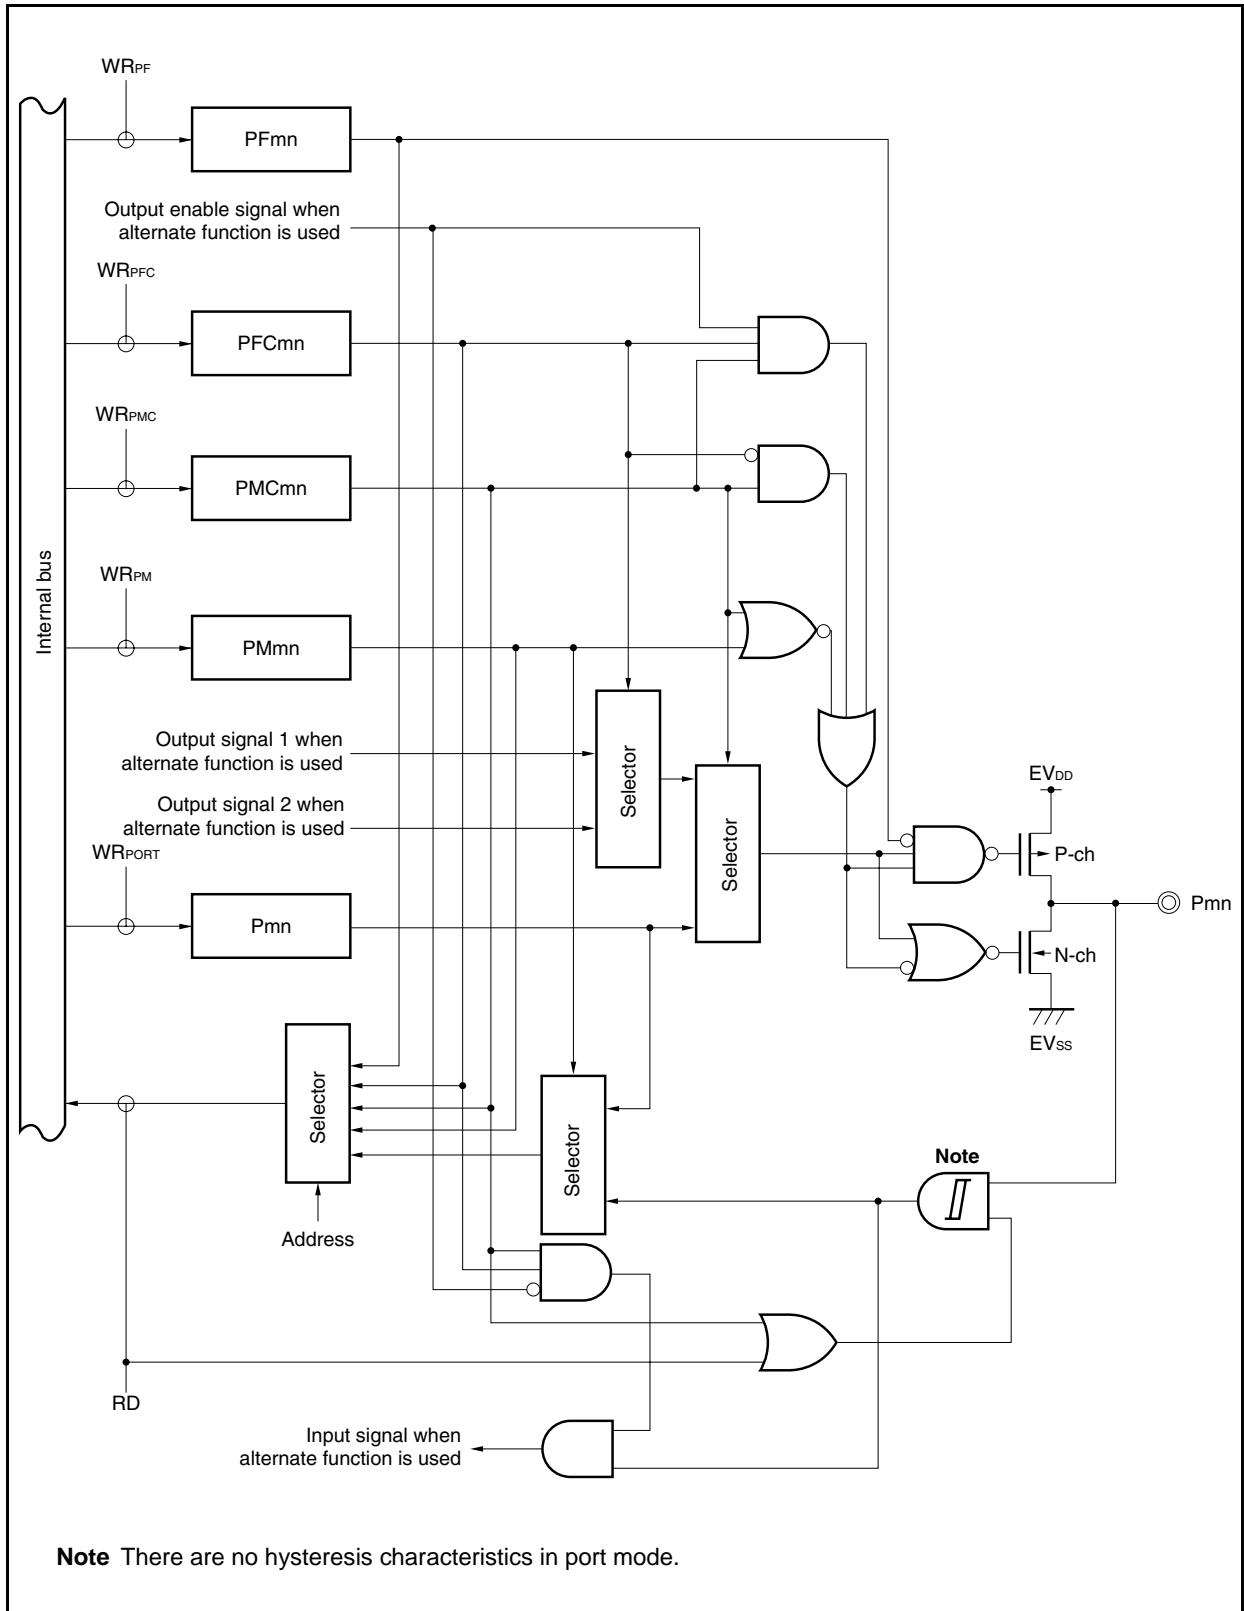 WRPF
PFmn
Output enable signal when
alternate function is used
WRPFC
PFCmn
WRPMC
PMCmn
Internal bus
WRPM
PMmn
Output signal 1 when
alternate function is used
Selector
Output signal 2 when
alternate function is used
Selector
EVDD
P-ch
WRPORT
Pmn
Pmn
N-ch
EVSS
Selector
Selector
Note
Address
RD
Input signal when
alternate function is used
Note There are no hysteresis characteristics in port mode.